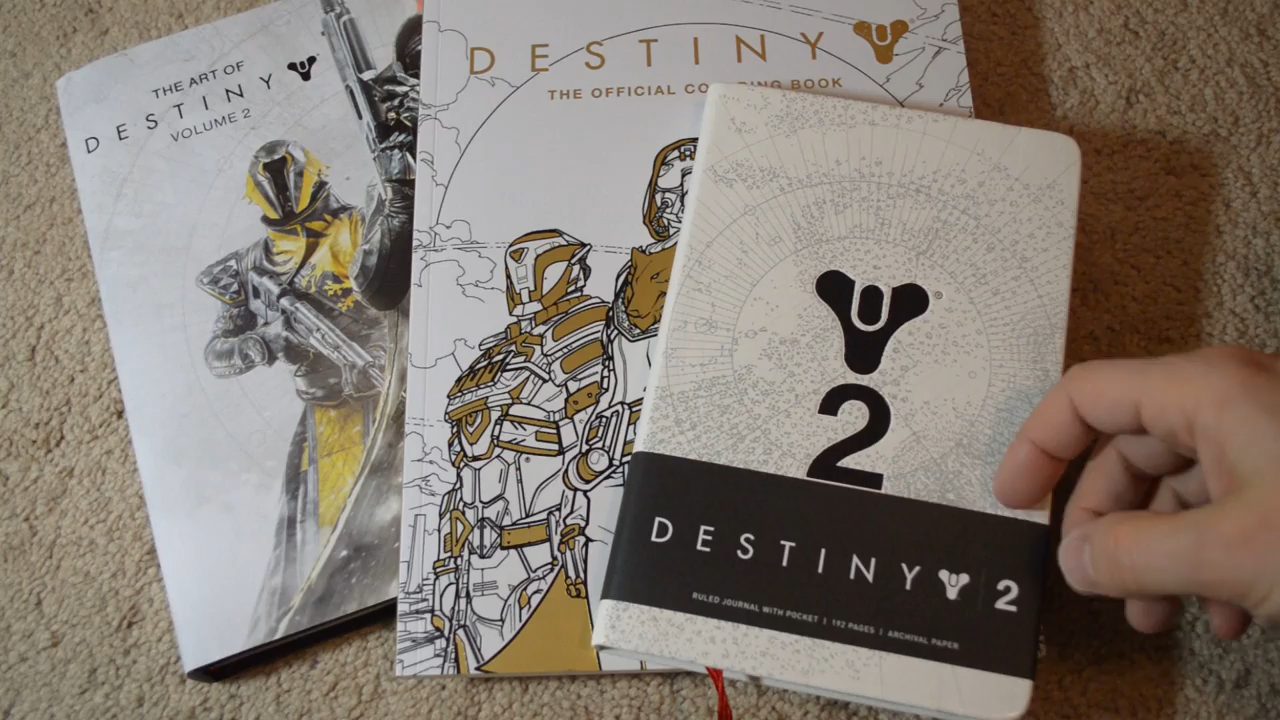 THE ART OF
DESTINY
VOLUME 2
DESTINY
THE OFFICIAL CO ING BOOK
2
DESTINY 2
RULED JOURNAL WITH POCKET | 192 PAGES | ARCHIVAL PAPER